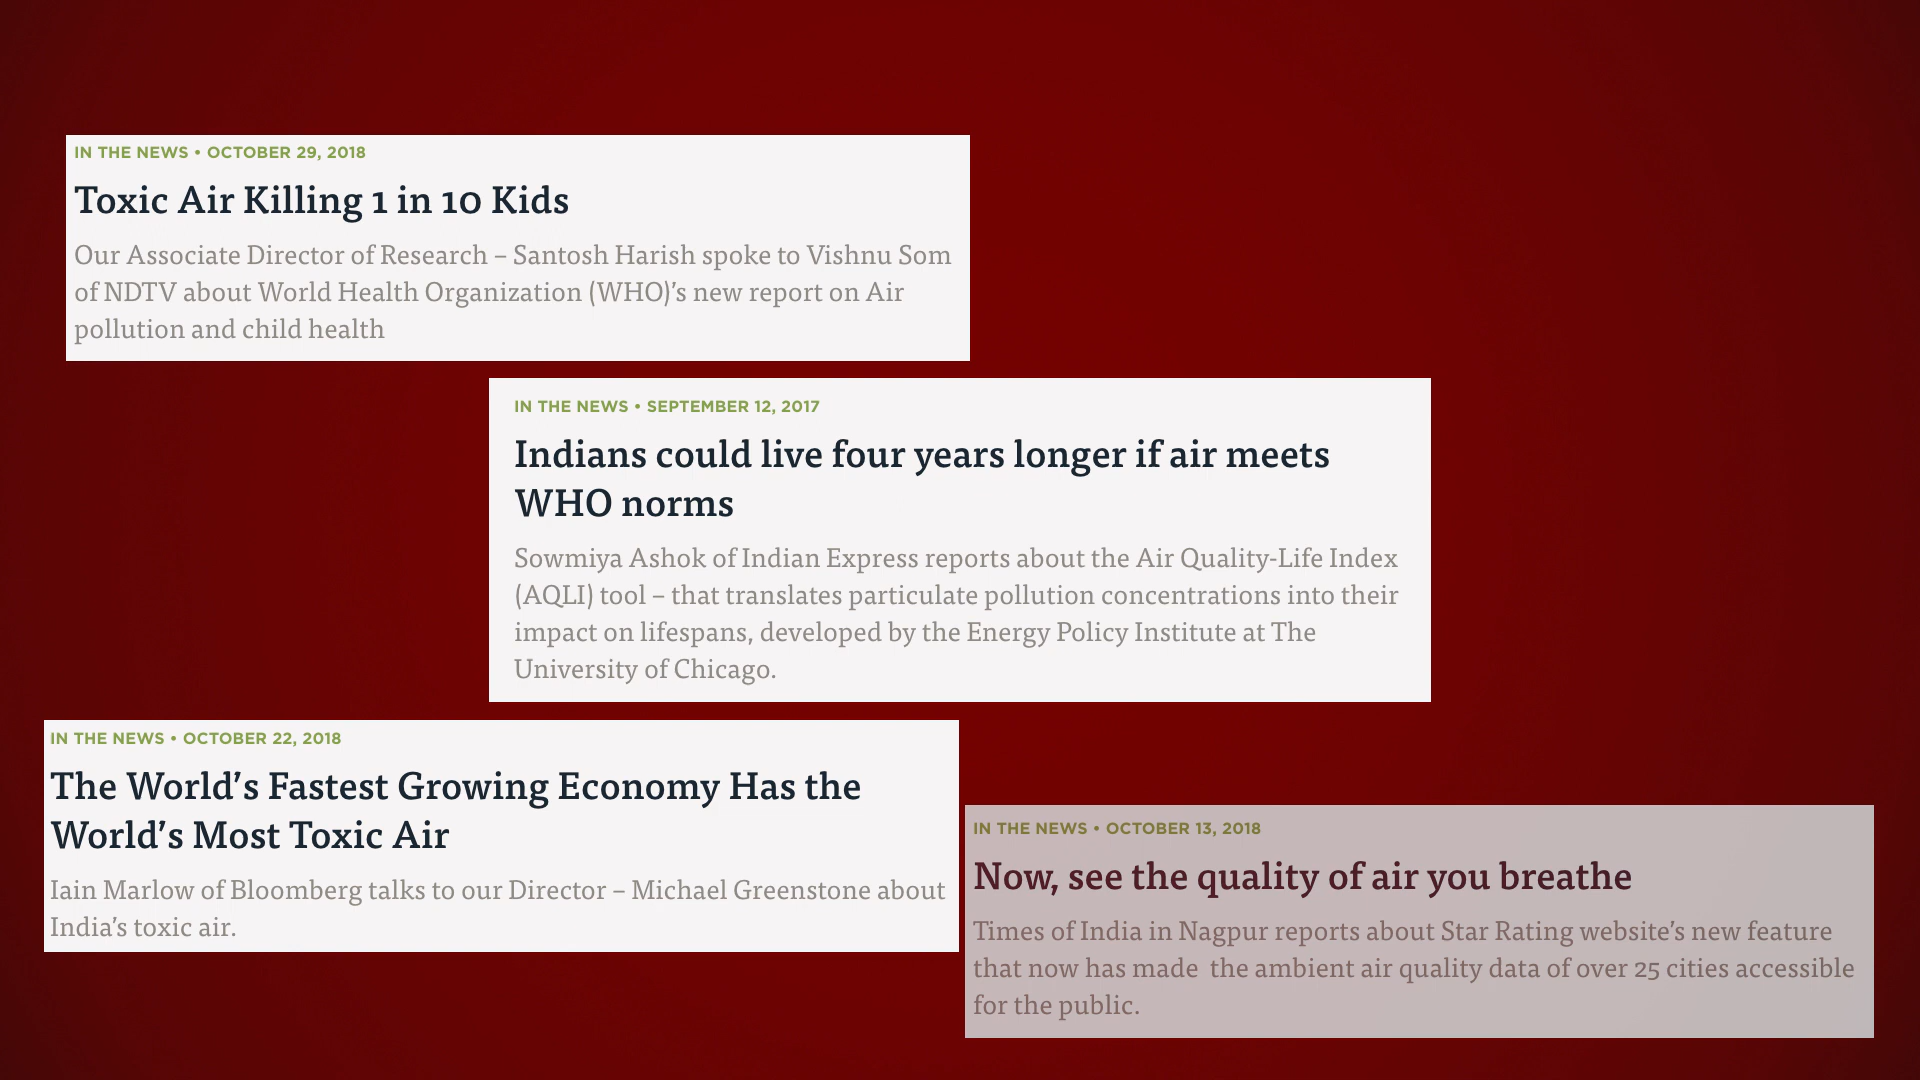 IN THE NEWS • OCTOBER 29, 2018
Toxic Air Killing 1 in 10 Kids
Our Associate Director of Research – Santosh Harish spoke to Vishnu Som
of NDTV about World Health Organization (WHO)’s new report on Air
pollution and child health
IN THE NEWS • SEPTEMBER 12, 2017
Indians could live four years longer if air meets
WHO norms
Sowmiya Ashok of Indian Express reports about the Air Quality-Life Index
(AQLI) tool – that translates particulate pollution concentrations into their
impact on lifespans, developed by the Energy Policy Institute at The
University of Chicago.
IN THE NEWS • OCTOBER 22, 2018
The World’s Fastest Growing Economy Has the
World’s Most Toxic Air
Iain Marlow of Bloomberg talks to our Director – Michael Greenstone about
India’s toxic air.
IN THE NEWS • OCTOBER 13, 2018
Now, see the quality of air you breathe
Times of India in Nagpur reports about Star Rating website’s new feature
that now has made the ambient air quality data of over 25 cities accessible
for the public.